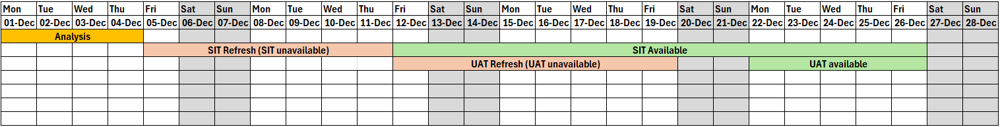 Mon Tue Wed Thu Fri Sat Sun Mon Tue Wed Thu Fri Sat Sun Mon Tue Wed Thu Fri Sat Sun Mon Tue Wed Thu Fri Sat Sun
01-Dec 02-Dec 03-Dec 04-Dec 05-Dec 06-Dec 07-Dec 08-Dec 09-Dec 10-Dec 11-Dec 12-Dec 13-Dec 14-Dec 15-Dec 16-Dec 17-Dec 18-Dec 19-Dec 20-Dec 21-Dec 22-Dec 23-Dec 24-Dec 25-Dec 26-Dec 27-Dec 28-Dec
Analysis
SIT Refresh (SIT unavailable) SIT Available
UAT Refresh (UAT unavailable) UAT available